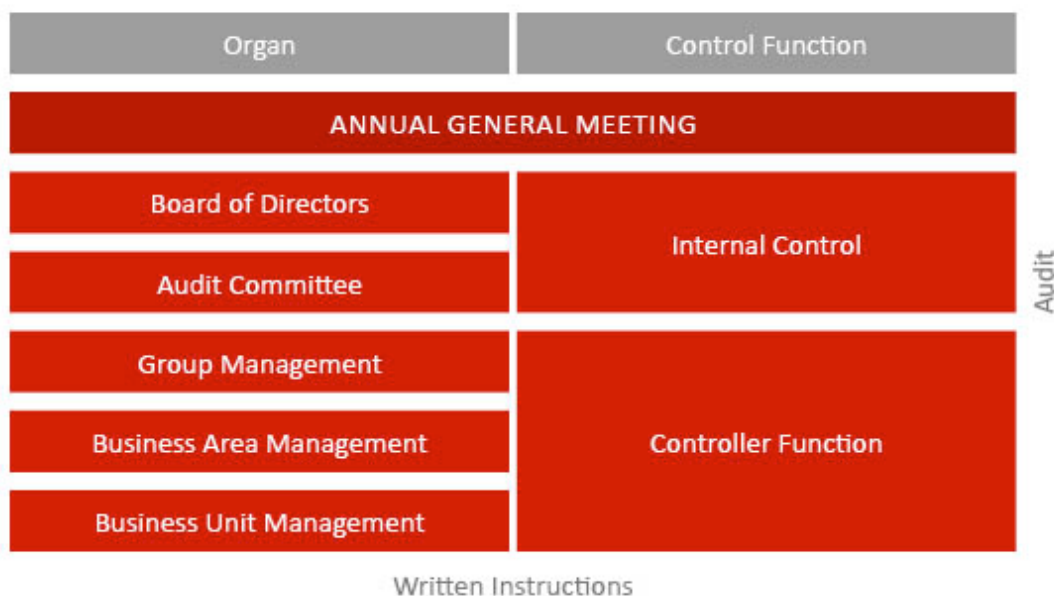 Organ
Control Function
ANNUAL GENERAL MEETING
Board of Directors
Internal Control
Audit Committee
Group Management
Business Area Management
Controller Function
Business Unit Management
Audit
Written Instructions